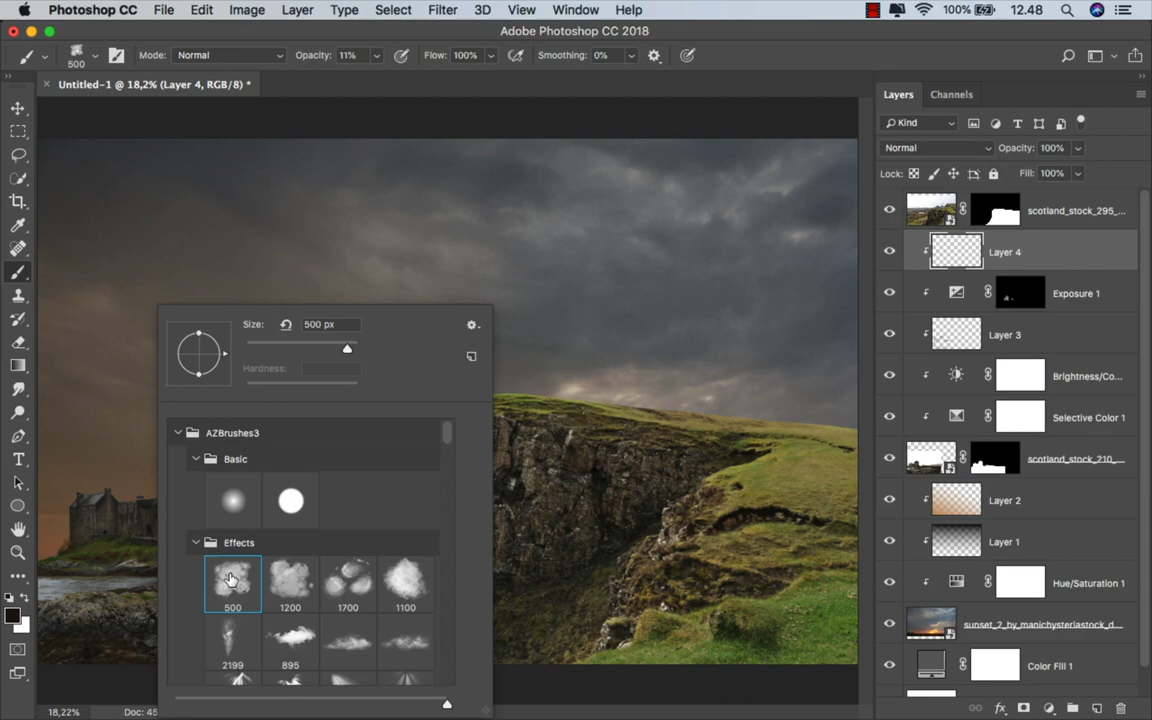 Photoshop CC File Edit Image Layer Type Select Filter 3D View Window Help 100% 12.48
Adobe Photoshop CC 2018
500 Mode: Normal Opacity: 11% Flow: 100% Smoothing: 0%
Untitled-1 @ 18,2% (Layer 4, RGB/8) *
Layers Channels
Kind
Normal Opacity: 100%
Lock: Fill: 100%
scotland_stock_295_...
Layer 4
Exposure 1
Layer 3
Brightness/Co...
Selective Color 1
scotland_stock_210_...
Layer 2
Layer 1
Hue/Saturation 1
sunset_2_by_manichysteriastock_d...
Color Fill 1
Size: 500 px
Hardness:
AZBrushes3
Basic
Effects
500 1200 1700 1100
2199 895
18,22% Doc: 45